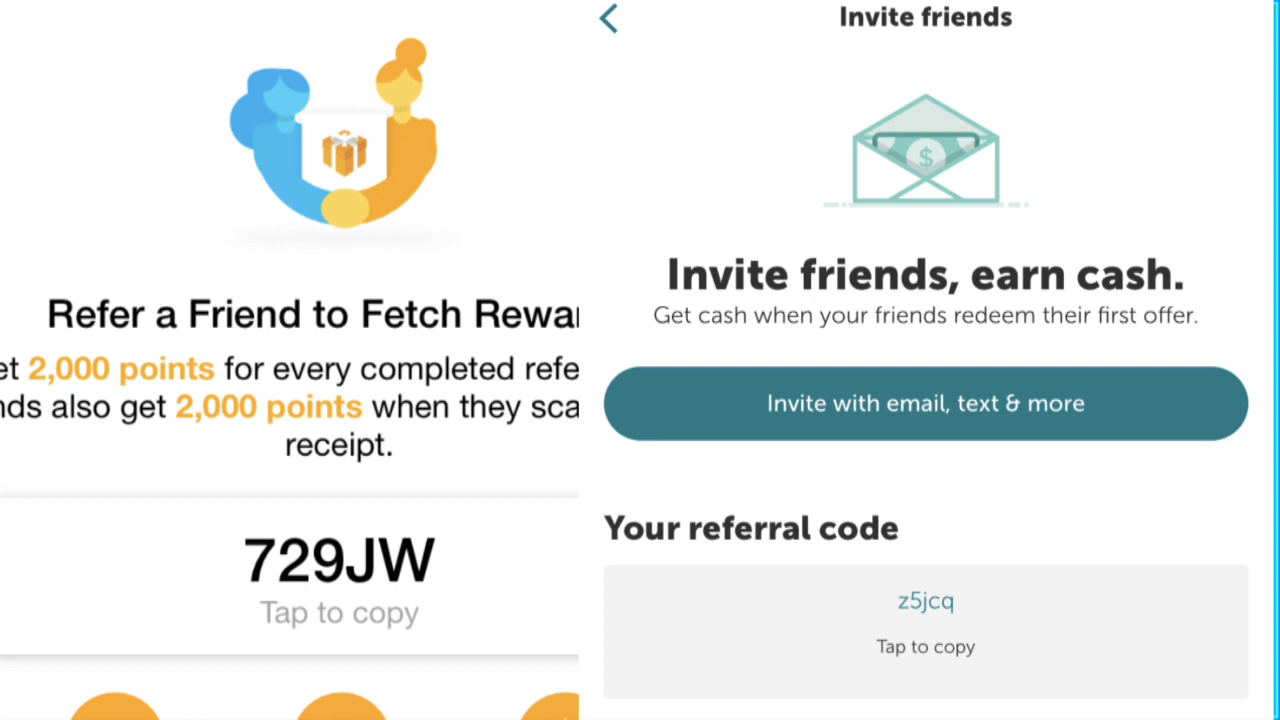 Refer a Friend to Fetch Rewar
et 2,000 points for every completed refe
nds also get 2,000 points when they sca
receipt.
729JW
Tap to copy
Invite friends
$
Invite friends, earn cash.
Get cash when your friends redeem their first offer.
Invite with email, text & more
Your referral code
z5jcq
Tap to copy